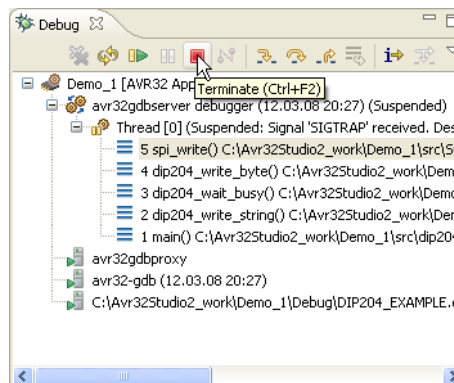 Debug
Demo_1 [AVR32 App
Terminate (Ctrl+F2)
avr32gdbserver debugger (12.03.08 20:27) (Suspended)
Thread [0] (Suspended: Signal 'SIGTRAP' received. Des
5 spi_write() C:\Avr32Studio2_work\Demo_1\src\S
4 dip204_write_byte() C:\Avr32Studio2_work\Dem
3 dip204_wait_busy() C:\Avr32Studio2_work\Dem
2 dip204_write_string() C:\Avr32Studio2_work\Der
1 main() C:\Avr32Studio2_work\Demo_1\src\dip204
avr32gdbproxy
avr32-gdb (12.03.08 20:27)
C:\Avr32Studio2_work\Demo_1\Debug\DIP204_EXAMPLE.e